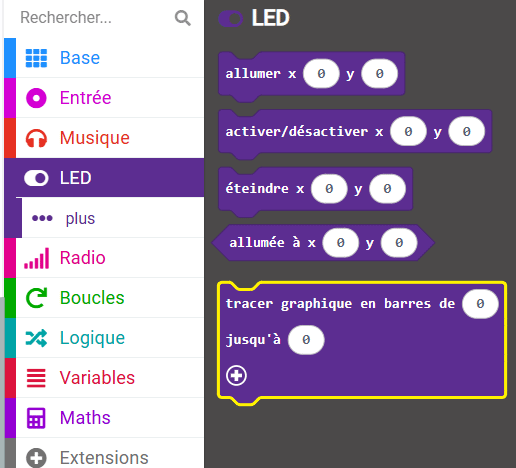 Rechercher...
Base
Entrée
Musique
LED
plus
Radio
Boucles
Logique
Variables
Maths
Extensions
LED
allumer x 0 y 0
activer/désactiver x 0 y 0
éteindre x 0 y 0
allumée à x 0 y 0
tracer graphique en barres de 0
jusqu'à 0